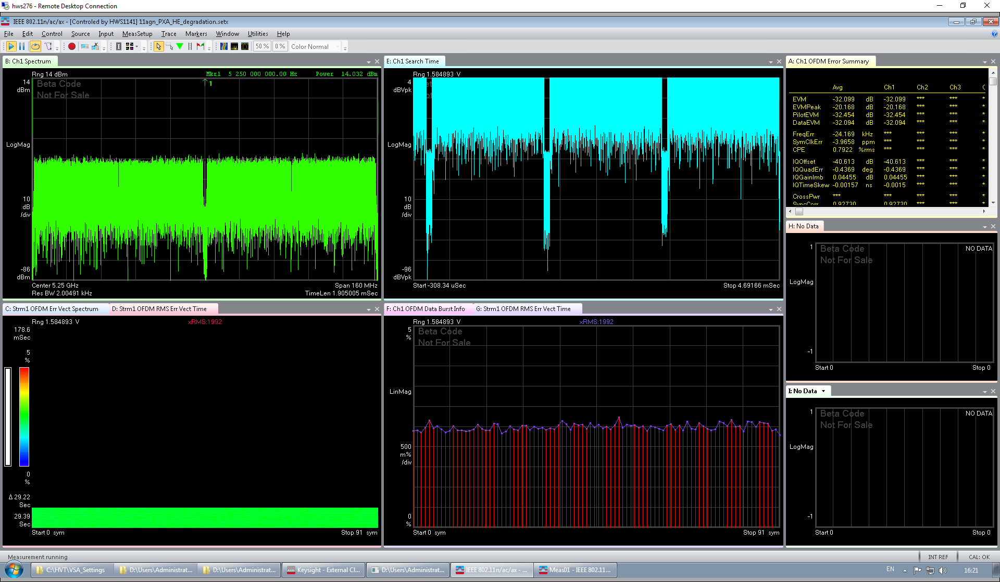 hws276 - Remote Desktop Connection
IEEE 802.11n/ac/ax - [Controled by HWS1141] 11agn_PXA_HE_degradation.setx
File Edit Control Source Input MeasSetup Trace Markers Window Utilities Help
50 % 0 % Color Normal
B: Ch1 Spectrum
Rng 14 dBm
Mkr1 5 250 000 000.00 Hz Power 14.032 dBm
14
dBm
Beta Code
Not For Sale
1
LogMag
10
dB
/div
-86
dBm
Center 5.25 GHz
Span 160 MHz
Res BW 2.00491 kHz
TimeLen 1.905005 mSec
E: Ch1 Search Time
Rng 1.584893 V
4
dBVpk
LogMag
10
dB
/div
-96
dBVpk
Start -308.34 uSec
Stop 4.69166 mSec
A: Ch1 OFDM Error Summary
Avg Ch1 Ch2 Ch3 C
EVM -32.099 dB -32.099 *** *** *
EVMPeak -20.168 dB -20.168 *** *** *
PilotEVM -32.454 dB -32.454 *** *** *
DataEVM -32.094 dB -32.094 *** *** *
FreqErr -24.169 kHz *** *** *** *
SymClkErr -3.9658 ppm *** *** *** *
CPE 0.7922 %rms *** *** *** *
IQOffset -40.613 dB -40.613 *** *** *
IQQuadErr -0.4369 deg -0.4369 *** *** *
IQGainImb 0.04455 dB 0.04455 *** *** *
IQTimeSkew -0.00157 ns -0.0015 *** *** *
CrossPwr *** *** *** *** *
SyncCorr 0.92730 0.92730 *** *** *
H: No Data
1
Beta Code
Not For Sale
NO DATA
LogMag
-1
Start 0
Stop 0
C: Strm1 OFDM Err Vect Spectrum
D: Strm1 OFDM RMS Err Vect Time
Rng 1.584893 V
xRMS:1992
178.6
mSec
5
%
0
%
Δ 29.22
Sec
29.39
Sec
Start 0 sym
Stop 91 sym
F: Ch1 OFDM Data Burst Info
G: Strm1 OFDM RMS Err Vect Time
Rng 1.584893 V
xRMS:1992
5
%
Beta Code
Not For Sale
LinMag
500
m%
/div
0
%
Start 0 sym
Stop 91 sym
I: No Data
1
Beta Code
Not For Sale
NO DATA
LogMag
-1
Start 0
Stop 0
Measurement running
INT REF
CAL: OK
C:\HVT\VSA_Settings
D:\Users\Administrat...
D:\Users\Administrat...
Keysight - External Cl...
D:\Users\Administrat...
IEEE 802.11n/ac/ax - ...
Meas01 - IEEE 802.11...
EN
16:21